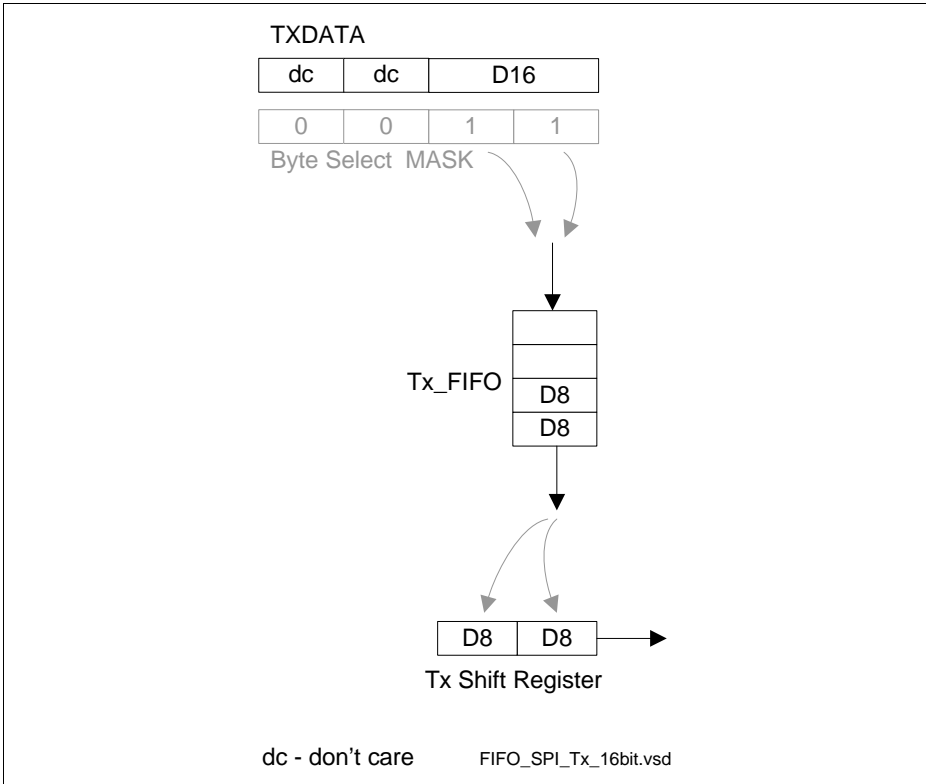 TXDATA
dc dc D16
0 0 1 1
Byte Select MASK
Tx_FIFO
D8
D8
D8 D8
Tx Shift Register
dc - don't care FIFO_SPI_Tx_16bit.vsd